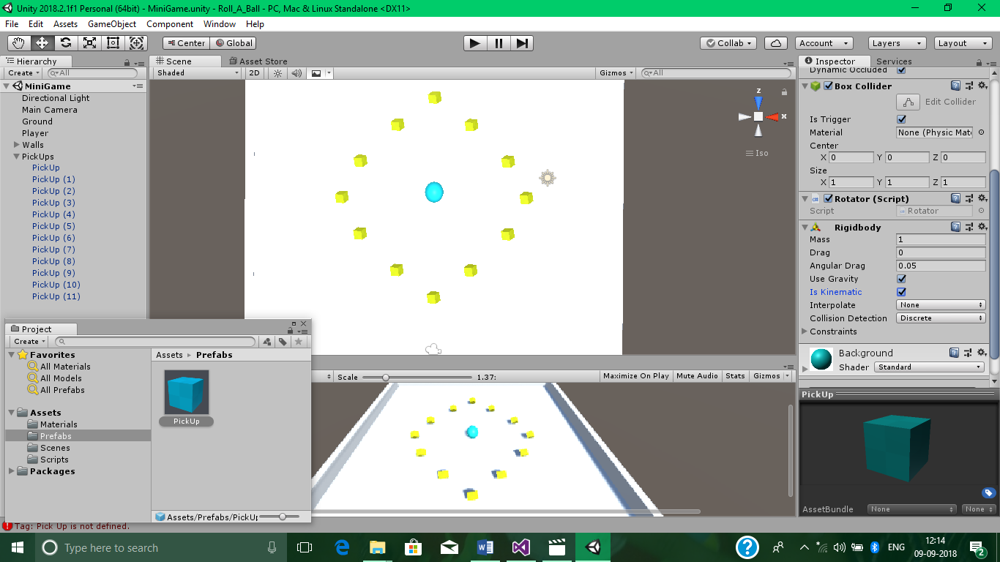 Unity 2018.2.1f1 Personal (64bit) - MiniGame.unity - Roll_A_Ball - PC, Mac & Linux Standalone <DX11>
File Edit Assets GameObject Component Window Help
Center Global Collab Account Layers Layout
Hierarchy
Create All
MiniGame
Directional Light
Main Camera
Ground
Player
Walls
PickUps
PickUp
PickUp (1)
PickUp (2)
PickUp (3)
PickUp (4)
PickUp (5)
PickUp (6)
PickUp (7)
PickUp (8)
PickUp (9)
PickUp (10)
PickUp (11)
Scene Asset Store
Shaded 2D Gizmos All
z
x
Iso
Scale 1.37: Maximize On Play Mute Audio Stats Gizmos
Project
Create
Favorites
All Materials
All Models
All Prefabs
Assets
Materials
Prefabs
Scenes
Scripts
Packages
Assets Prefabs
PickUp
Assets/Prefabs/PickUp
Tag: Pick Up is not defined.
Inspector Services
Dynamic Occluded
Box Collider
Edit Collider
Is Trigger
Material None (Physic Mate
Center
X 0 Y 0 Z 0
Size
X 1 Y 1 Z 1
Rotator (Script)
Script Rotator
Rigidbody
Mass 1
Drag 0
Angular Drag 0.05
Use Gravity
Is Kinematic
Interpolate None
Collision Detection Discrete
Constraints
Background
Shader Standard
PickUp
AssetBundle None None
Type here to search
ENG
12:14
09-09-2018
2